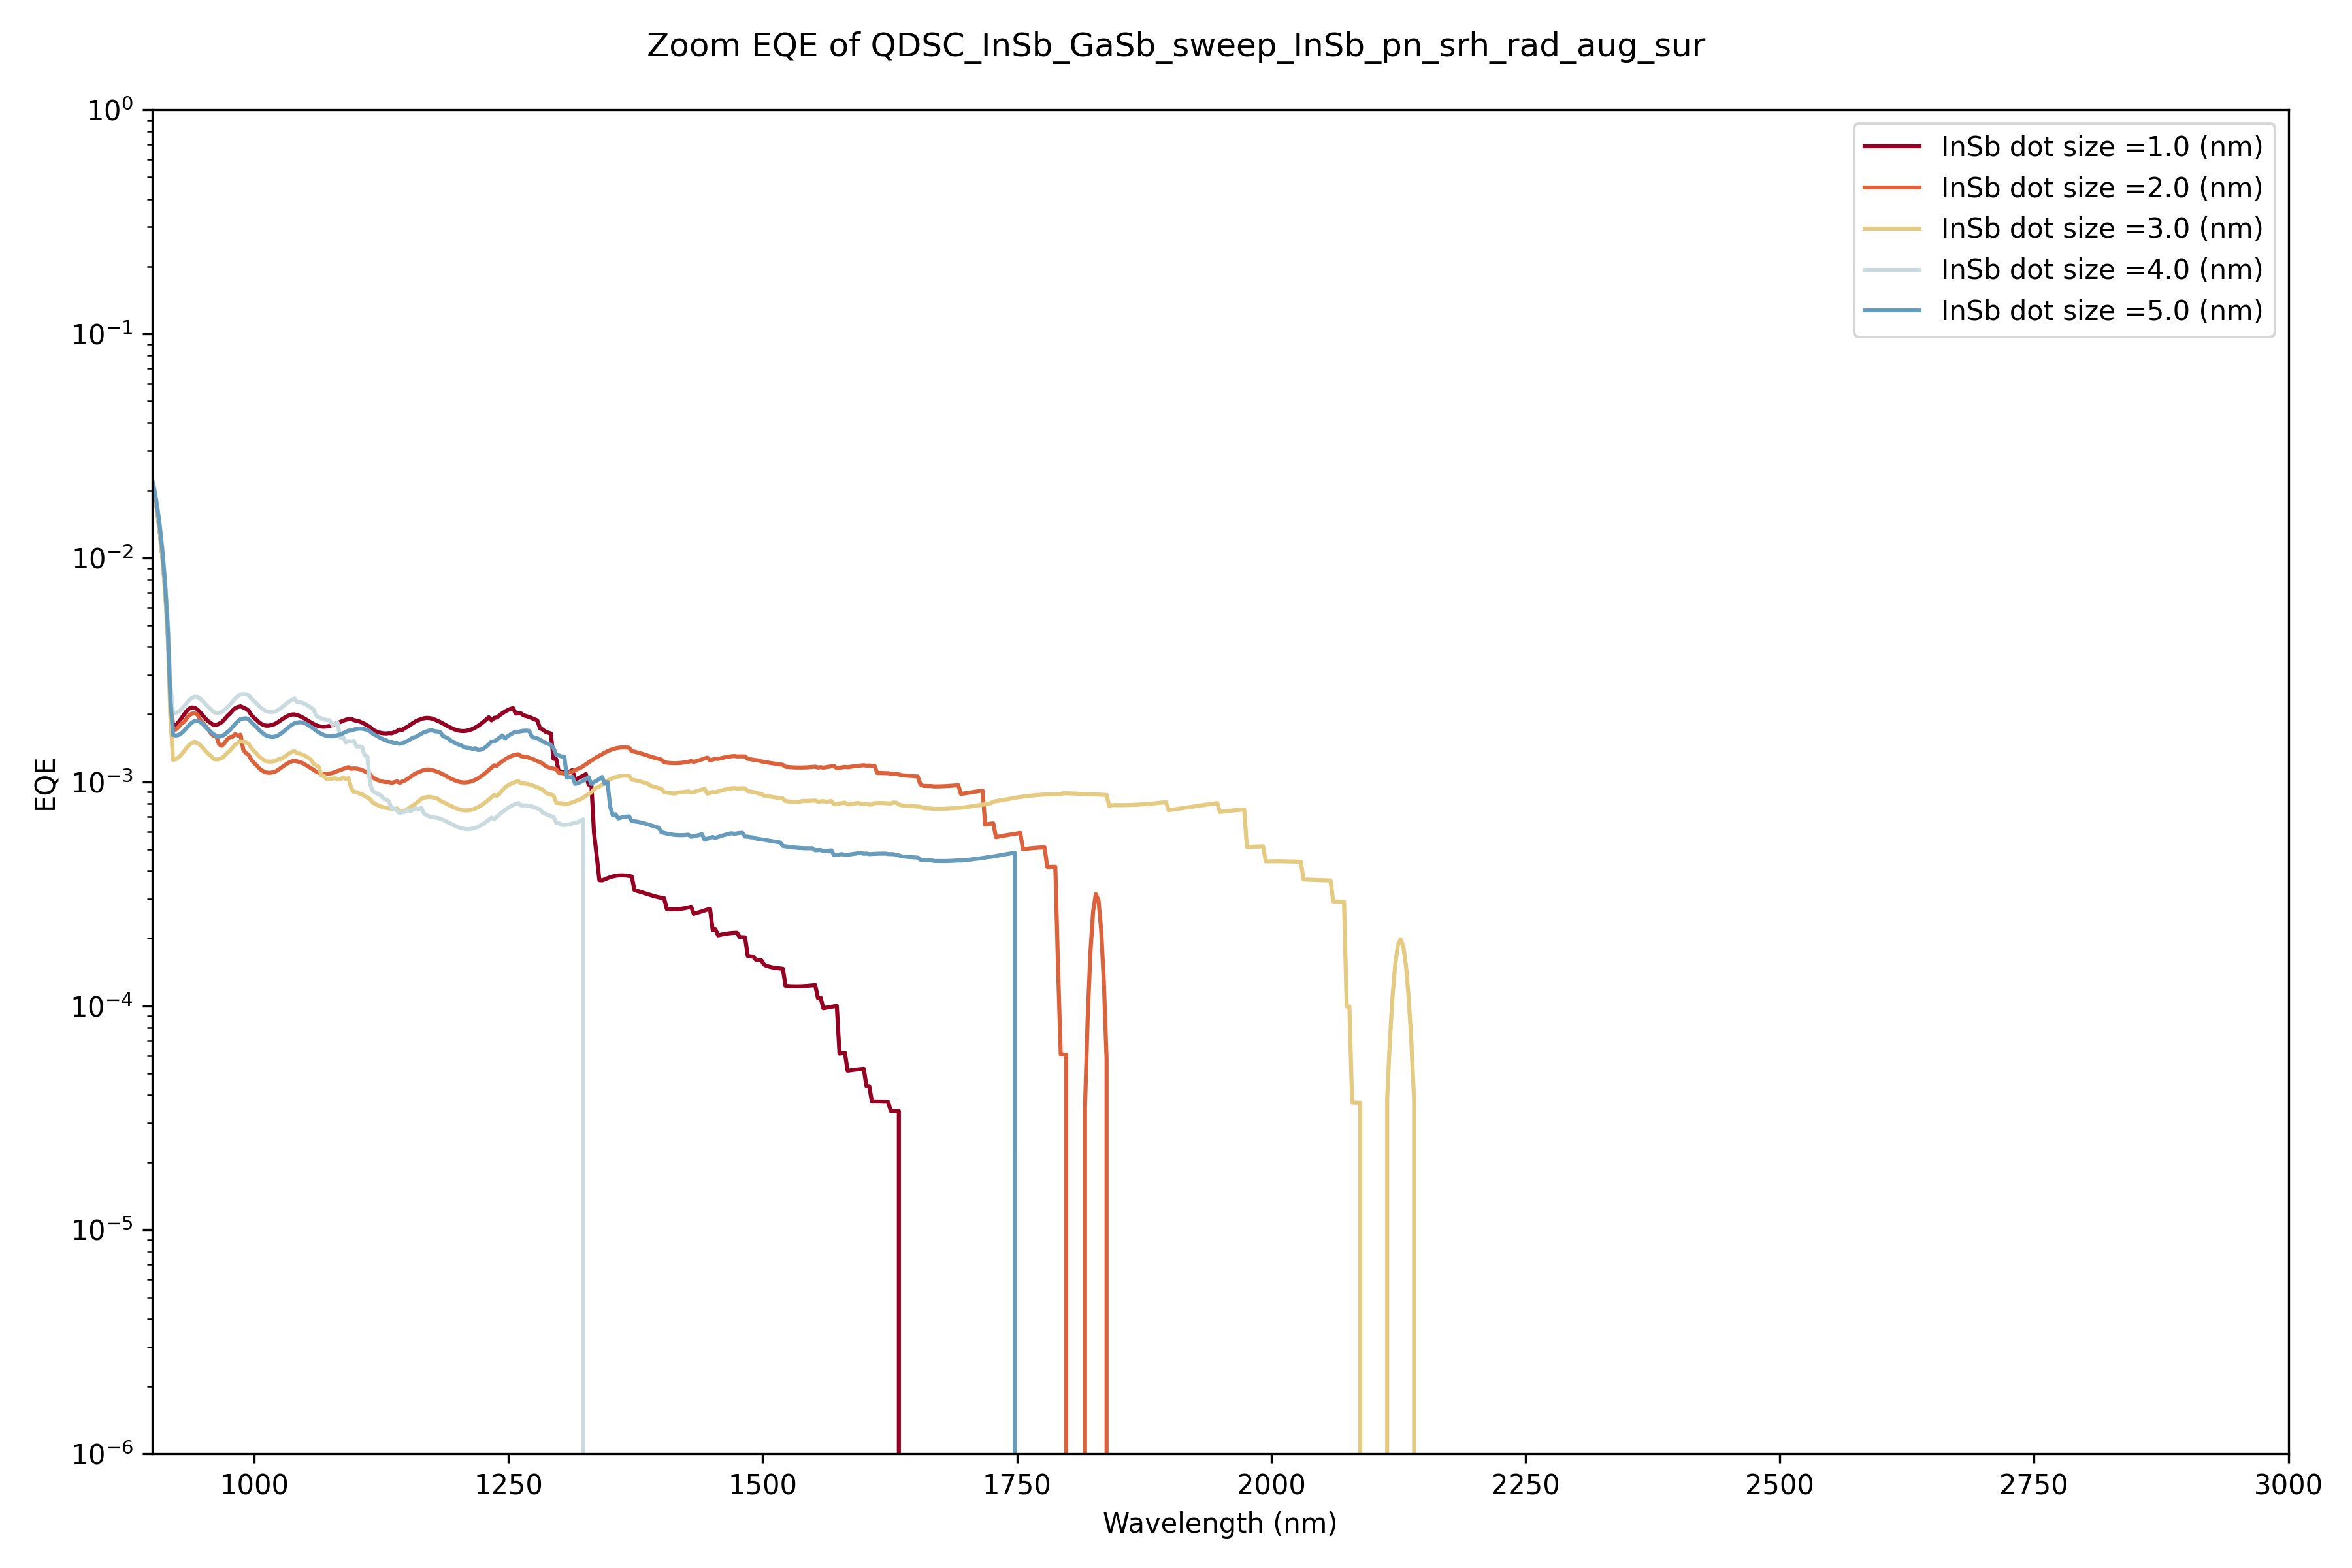 Zoom EQE of QDSC_InSb_GaSb_sweep_InSb_pn_srh_rad_aug_sur
10⁰
10⁻¹
10⁻²
10⁻³
10⁻⁴
10⁻⁵
10⁻⁶
EQE
InSb dot size =1.0 (nm)
InSb dot size =2.0 (nm)
InSb dot size =3.0 (nm)
InSb dot size =4.0 (nm)
InSb dot size =5.0 (nm)
1000 1250 1500 1750 2000 2250 2500 2750 3000
Wavelength (nm)